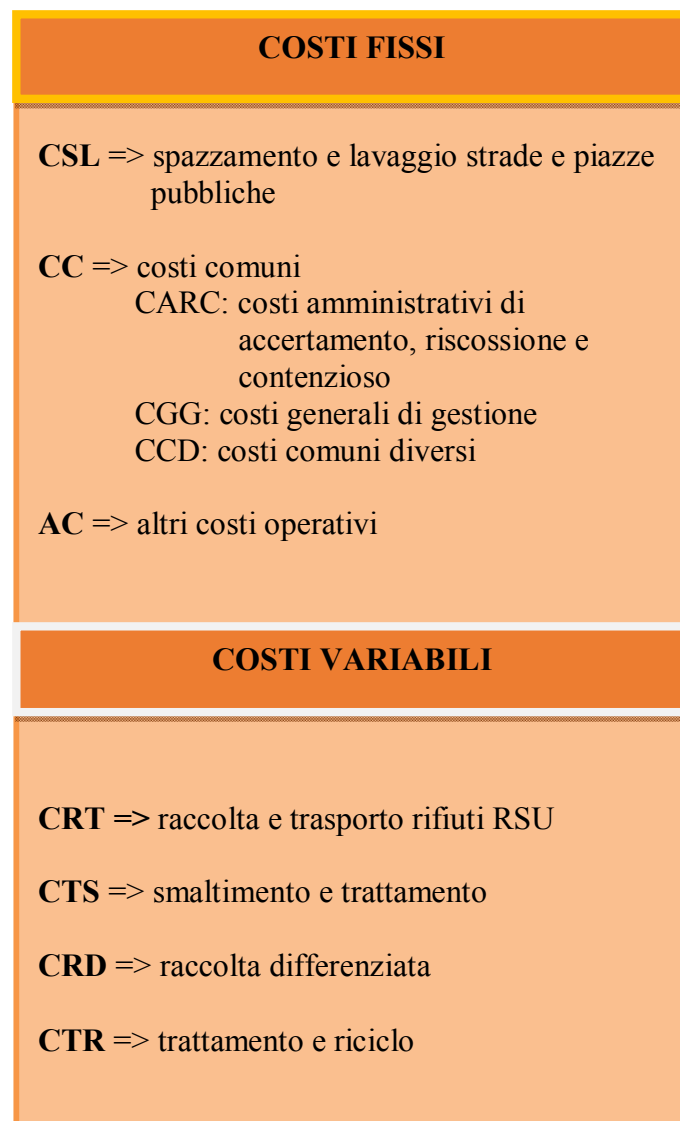 COSTI FISSI
CSL => spazzamento e lavaggio strade e piazze
pubbliche
CC => costi comuni
CARC: costi amministrativi di
accertamento, riscossione e
contenzioso
CGG: costi generali di gestione
CCD: costi comuni diversi
AC => altri costi operativi
COSTI VARIABILI
CRT => raccolta e trasporto rifiuti RSU
CTS => smaltimento e trattamento
CRD => raccolta differenziata
CTR => trattamento e riciclo